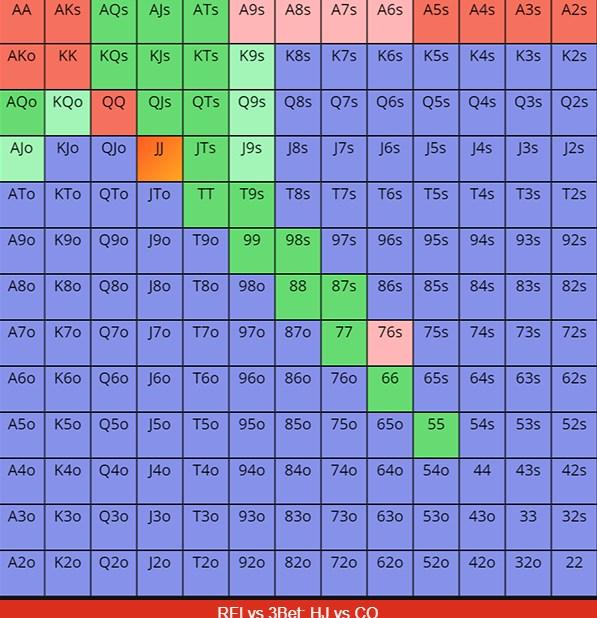 AA AKs AQs AJs ATs A9s A8s A7s A6s A5s A4s A3s A2s
AKo KK KQs KJs KTs K9s K8s K7s K6s K5s K4s K3s K2s
AQo KQo QQ QJs QTs Q9s Q8s Q7s Q6s Q5s Q4s Q3s Q2s
AJo KJo QJo JJ JTs J9s J8s J7s J6s J5s J4s J3s J2s
ATo KTo QTo JTo TT T9s T8s T7s T6s T5s T4s T3s T2s
A9o K9o Q9o J9o T9o 99 98s 97s 96s 95s 94s 93s 92s
A8o K8o Q8o J8o T8o 98o 88 87s 86s 85s 84s 83s 82s
A7o K7o Q7o J7o T7o 97o 87o 77 76s 75s 74s 73s 72s
A6o K6o Q6o J6o T6o 96o 86o 76o 66 65s 64s 63s 62s
A5o K5o Q5o J5o T5o 95o 85o 75o 65o 55 54s 53s 52s
A4o K4o Q4o J4o T4o 94o 84o 74o 64o 54o 44 43s 42s
A3o K3o Q3o J3o T3o 93o 83o 73o 63o 53o 43o 33 32s
A2o K2o Q2o J2o T2o 92o 82o 72o 62o 52o 42o 32o 22
RFI vs 3Bet: HJ vs CO